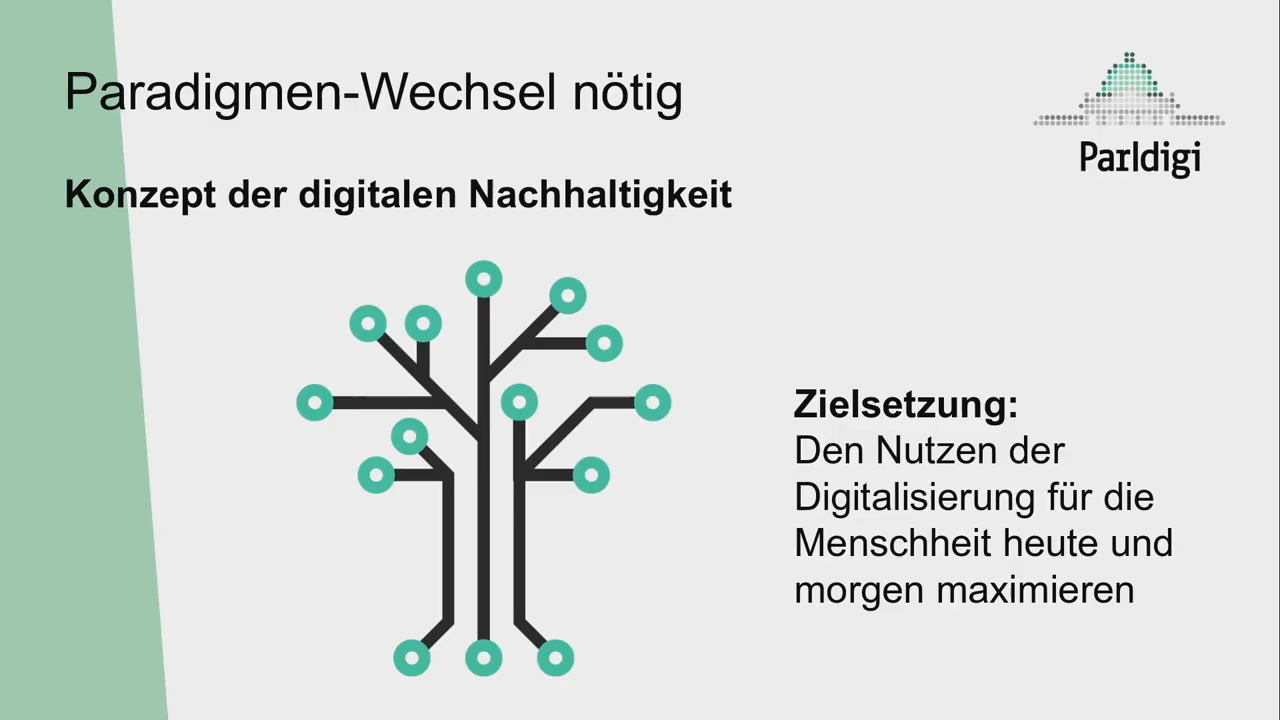 Paradigmen-Wechsel nötig
Parldigi
Konzept der digitalen Nachhaltigkeit
Zielsetzung:
Den Nutzen der
Digitalisierung für die
Menschheit heute und
morgen maximieren